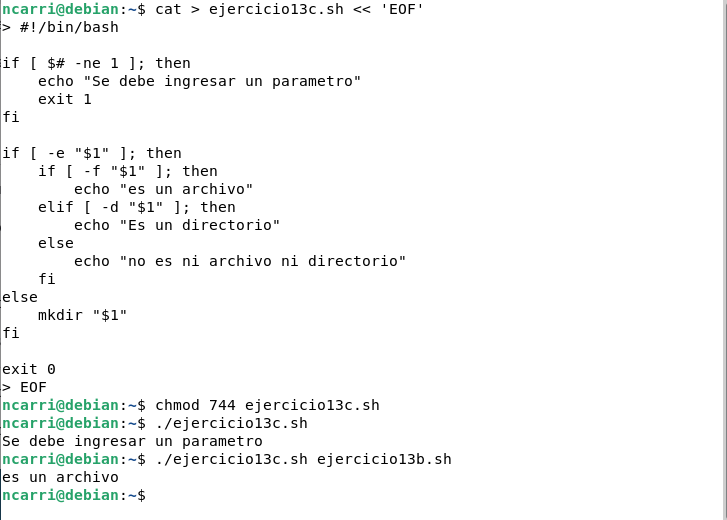 ncarri@debian:~$ cat > ejercicio13c.sh << 'EOF'
> #!/bin/bash

if [ $# -ne 1 ]; then
    echo "Se debe ingresar un parametro"
    exit 1
fi

if [ -e "$1" ]; then
    if [ -f "$1" ]; then
        echo "es un archivo"
    elif [ -d "$1" ]; then
        echo "Es un directorio"
    else
        echo "no es ni archivo ni directorio"
    fi
else
    mkdir "$1"
fi

exit 0
> EOF
ncarri@debian:~$ chmod 744 ejercicio13c.sh
ncarri@debian:~$ ./ejercicio13c.sh
Se debe ingresar un parametro
ncarri@debian:~$ ./ejercicio13c.sh ejercicio13b.sh
es un archivo
ncarri@debian:~$